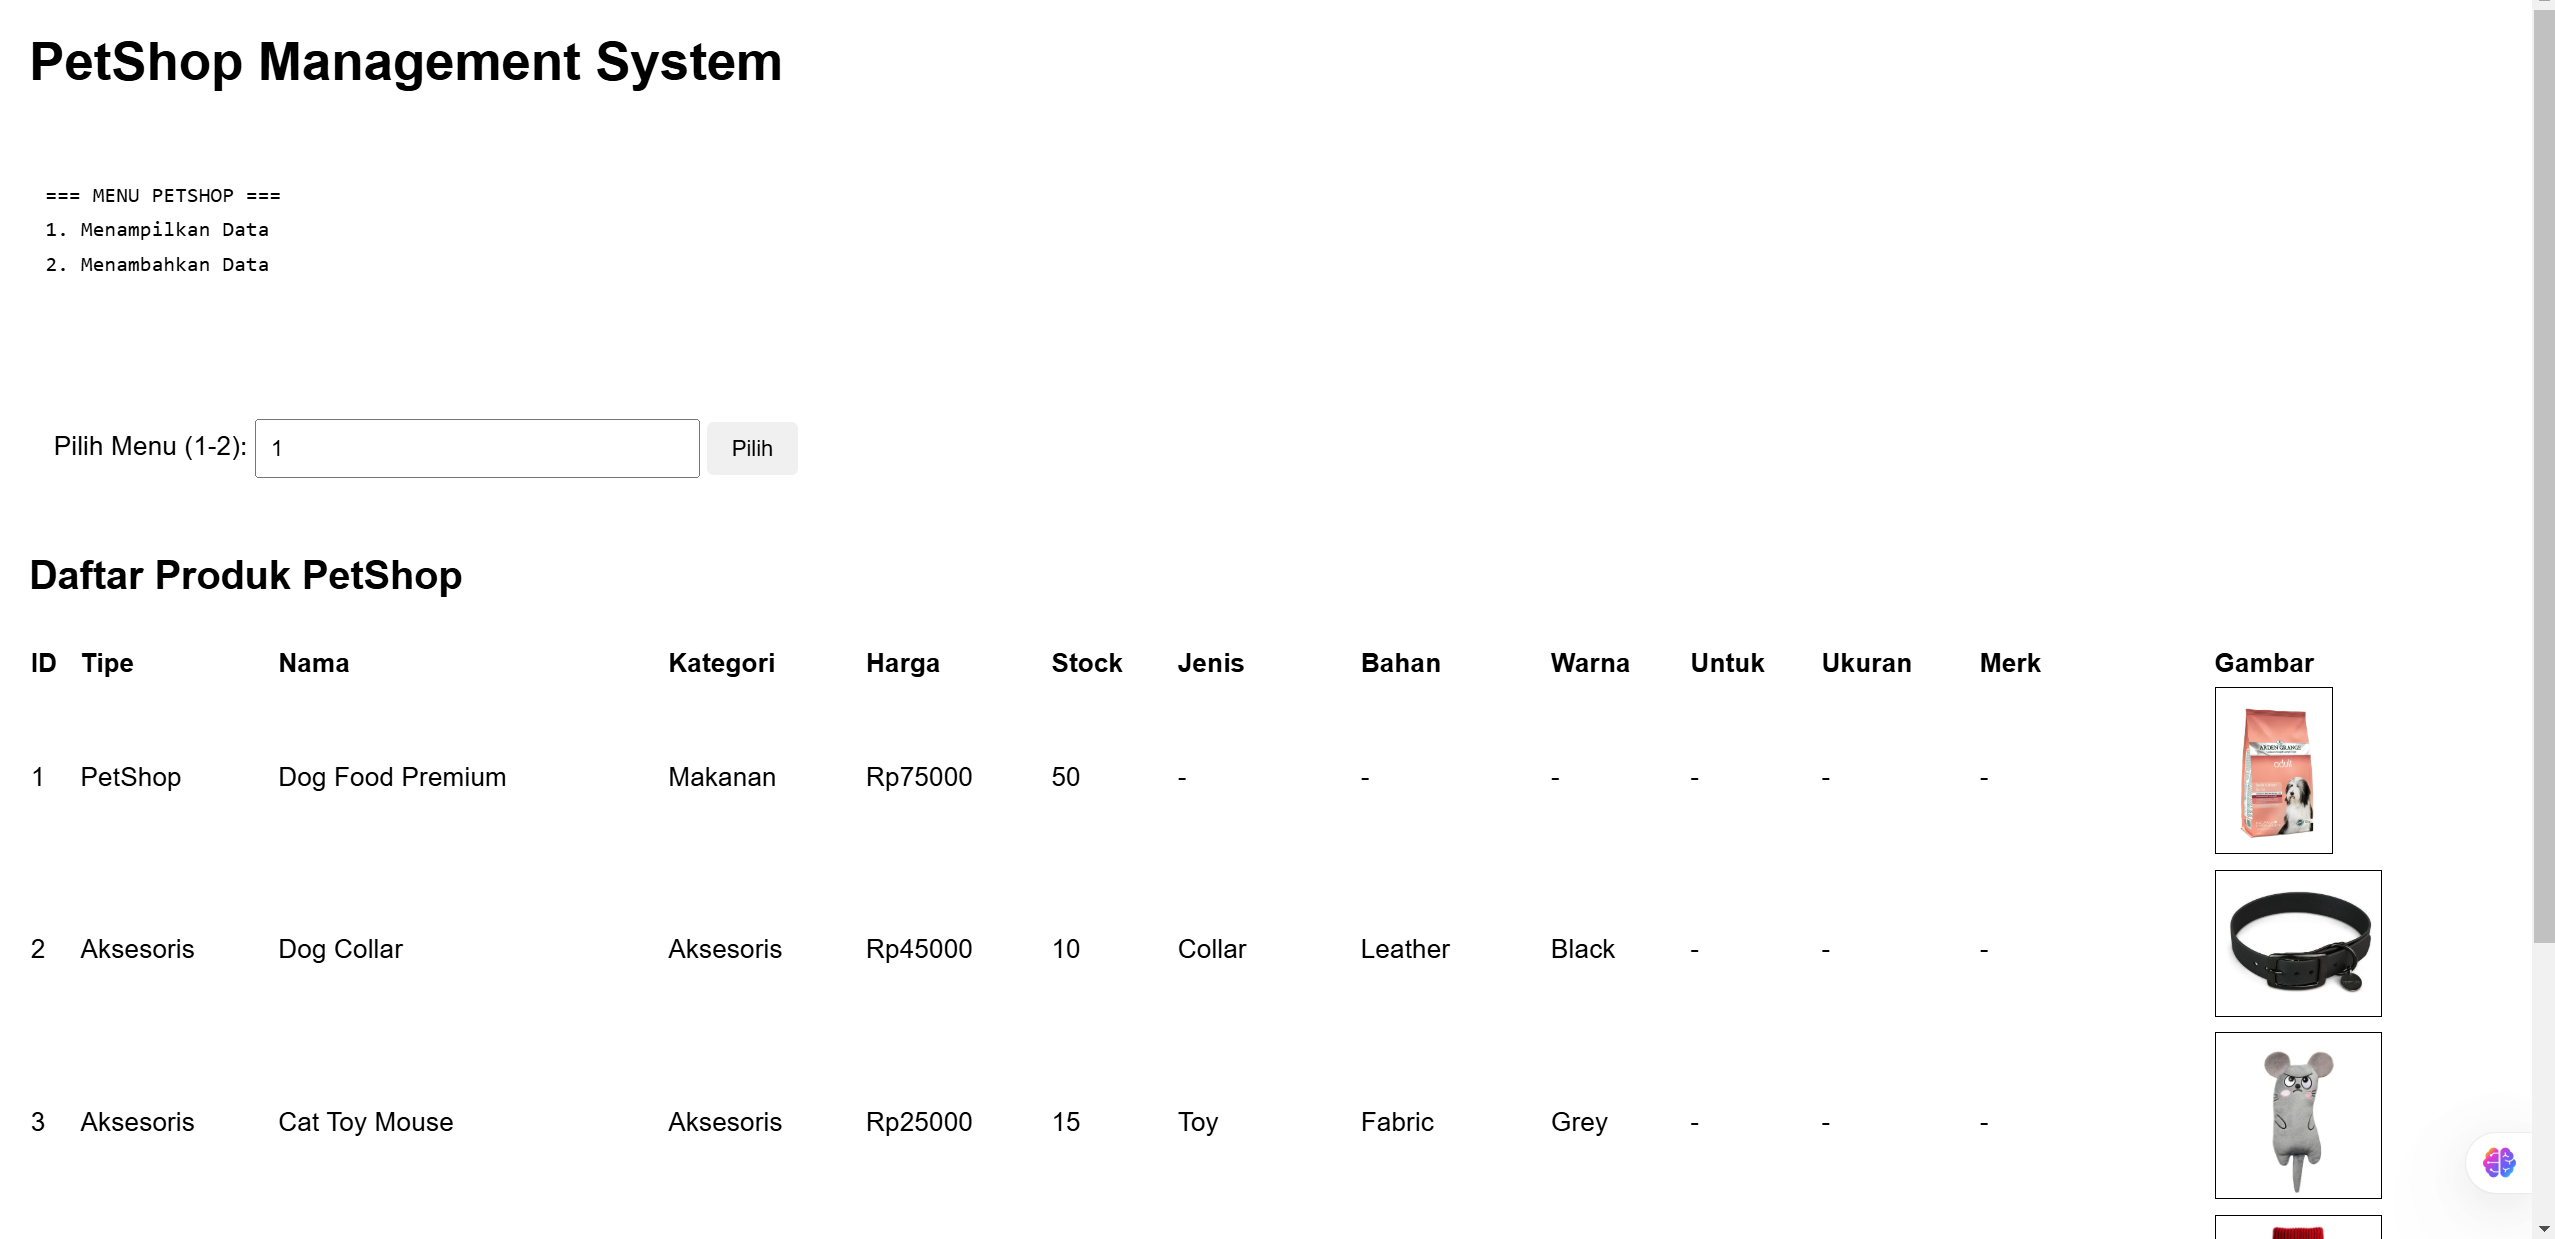 PetShop Management System
=== MENU PETSHOP ===
1. Menampilkan Data
2. Menambahkan Data
Pilih Menu (1-2): 1 Pilih
Daftar Produk PetShop
ID Tipe Nama Kategori Harga Stock Jenis Bahan Warna Untuk Ukuran Merk Gambar
1 PetShop Dog Food Premium Makanan Rp75000 50 - - - - - -
ARDEN GRANGE
adult
2 Aksesoris Dog Collar Aksesoris Rp45000 10 Collar Leather Black - - -
3 Aksesoris Cat Toy Mouse Aksesoris Rp25000 15 Toy Fabric Grey - - -